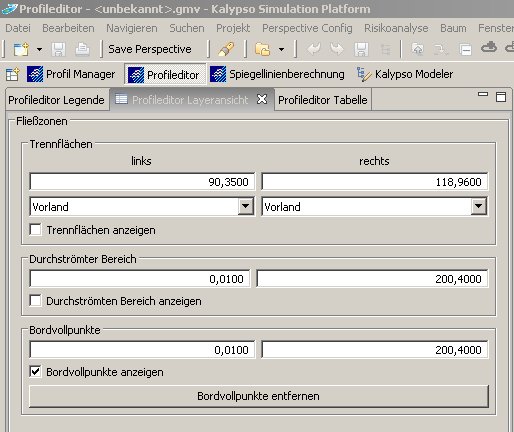 Profileditor - <unbekannt>.gmv - Kalypso Simulation Platform
Datei Bearbeiten Navigieren Suchen Projekt Perspective Config Risikoanalyse Baum Fenster
Save Perspective
Profil Manager Profileditor Spiegellinienberechnung Kalypso Modeler
Profileditor Legende Profileditor Layeransicht Profileditor Tabelle
Fließzonen
Trennflächen
links rechts
90,3500 118,9600
Vorland Vorland
Trennflächen anzeigen
Durchströmter Bereich
0,0100 200,4000
Durchströmten Bereich anzeigen
Bordvollpunkte
0,0100 200,4000
Bordvollpunkte anzeigen
Bordvollpunkte entfernen